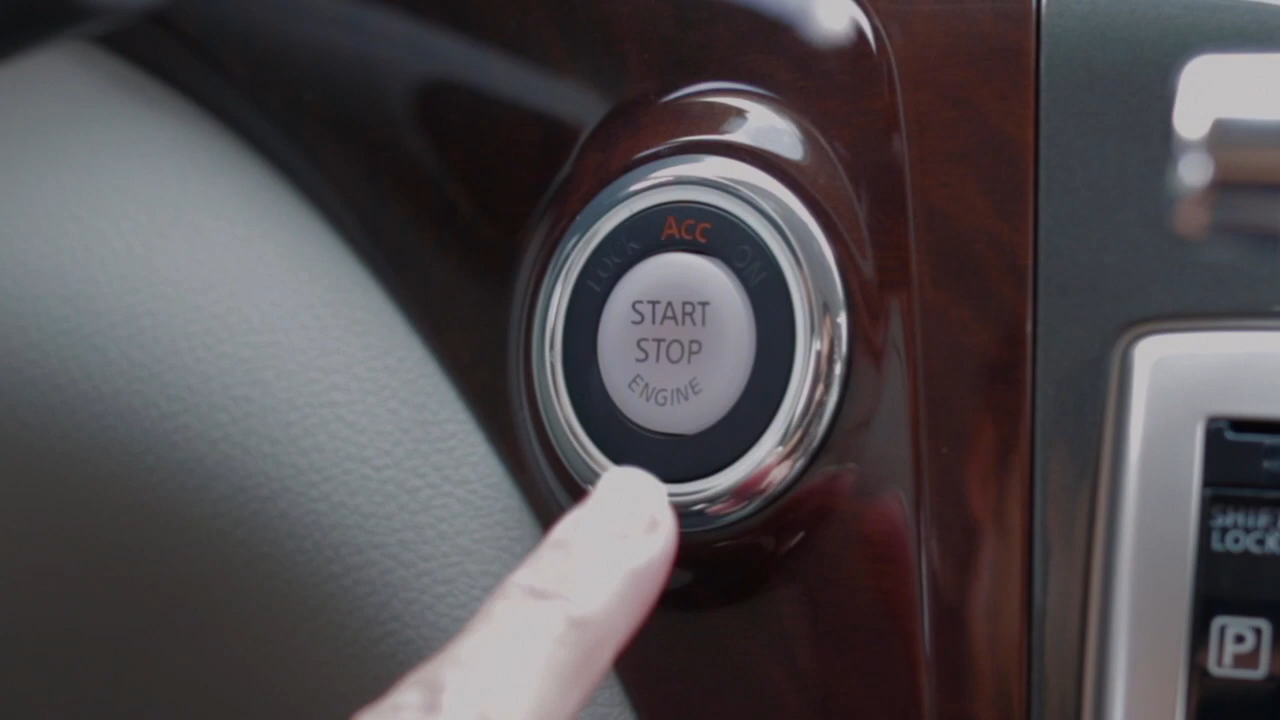 LOCK Acc ON
START
STOP
ENGINE
SHIFT
LOCK
P